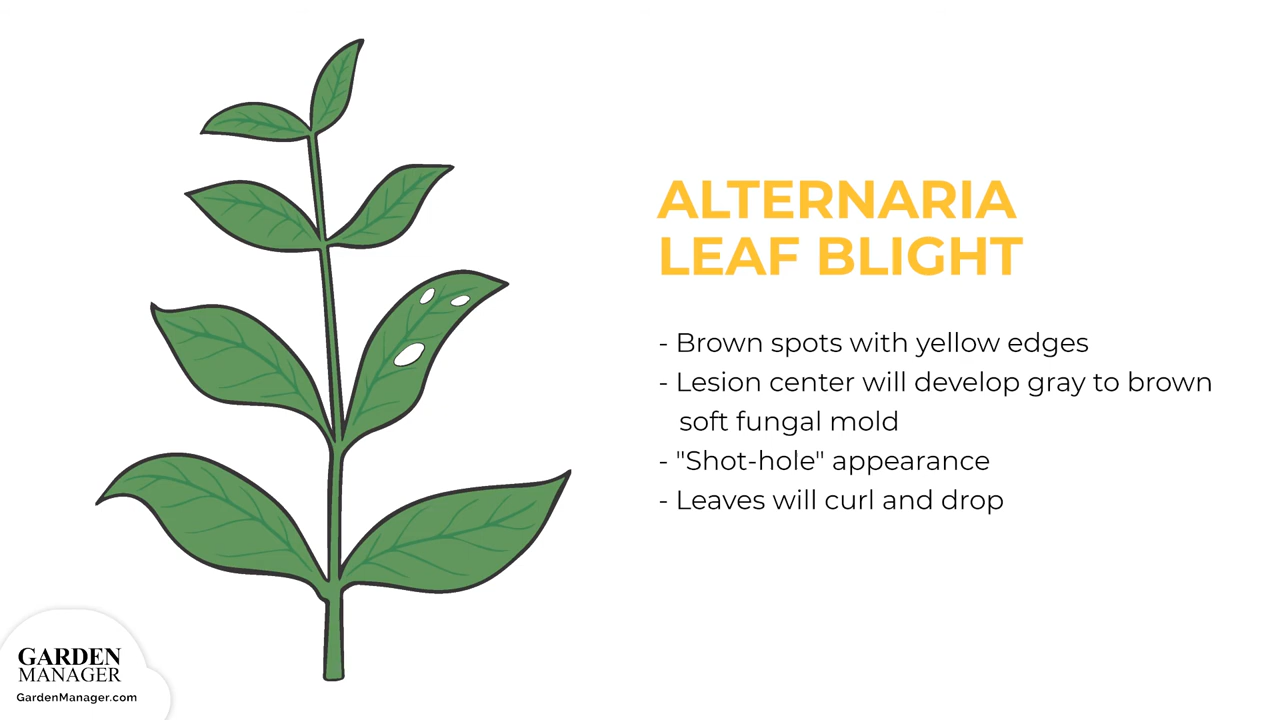 ALTERNARIA
LEAF BLIGHT
- Brown spots with yellow edges
- Lesion center will develop gray to brown
soft fungal mold
- "Shot-hole" appearance
- Leaves will curl and drop
GARDEN
MANAGER
GardenManager.com